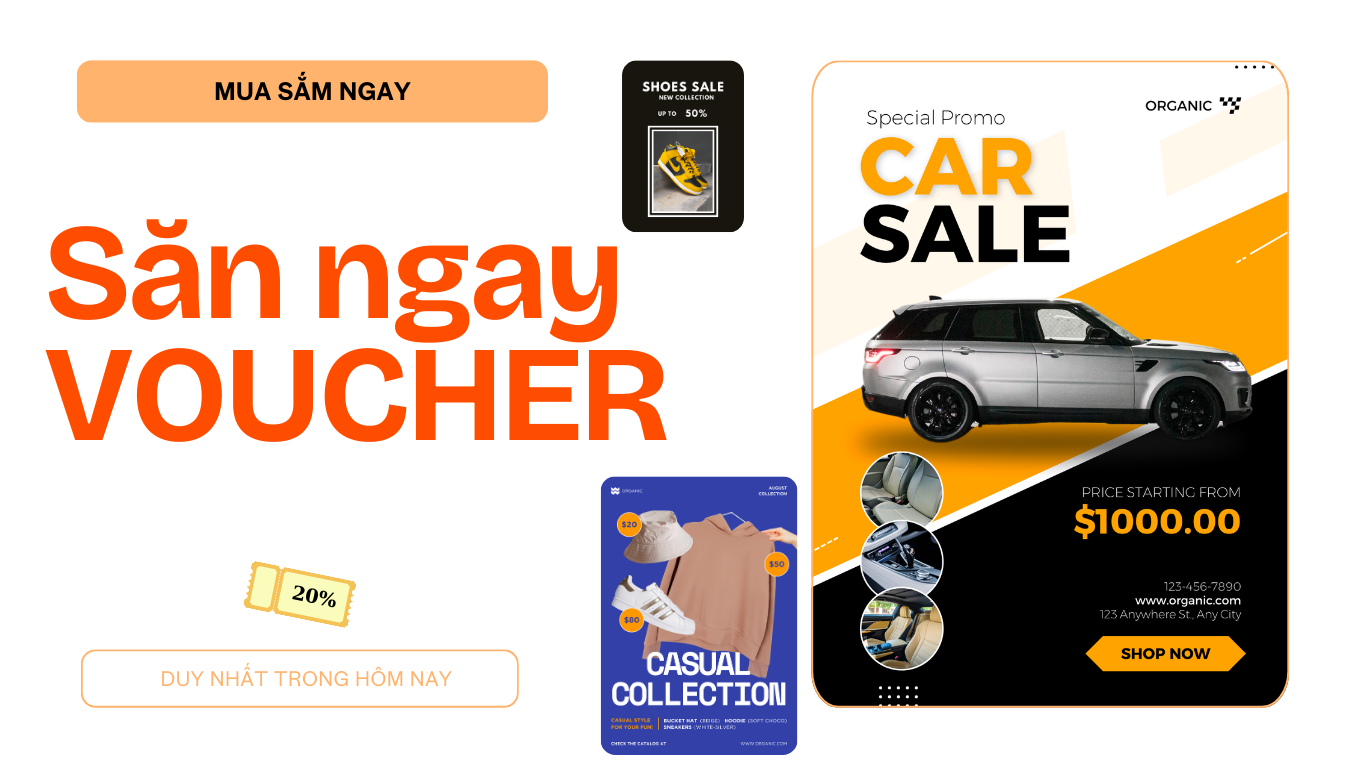 MUA SẮM NGAY
Săn ngay
VOUCHER
20%
DUY NHẤT TRONG HÔM NAY
SHOES SALE
NEW COLLECTION
UP TO 50%
ORGANIC
AUGUST
COLLECTION
$20
$50
$80
CASUAL
COLLECTION
CASUAL STYLE
FOR YOUR FUN!
BUCKET HAT (BEIGE) HOODIE (SOFT CHOCO)
SNEAKERS (WHITE-SILVER)
CHECK THE CATALOG AT
WWW.ORGANIC.COM
ORGANIC
Special Promo
CAR
SALE
PRICE STARTING FROM
$1000.00
123-456-7890
www.organic.com
123 Anywhere St., Any City
SHOP NOW